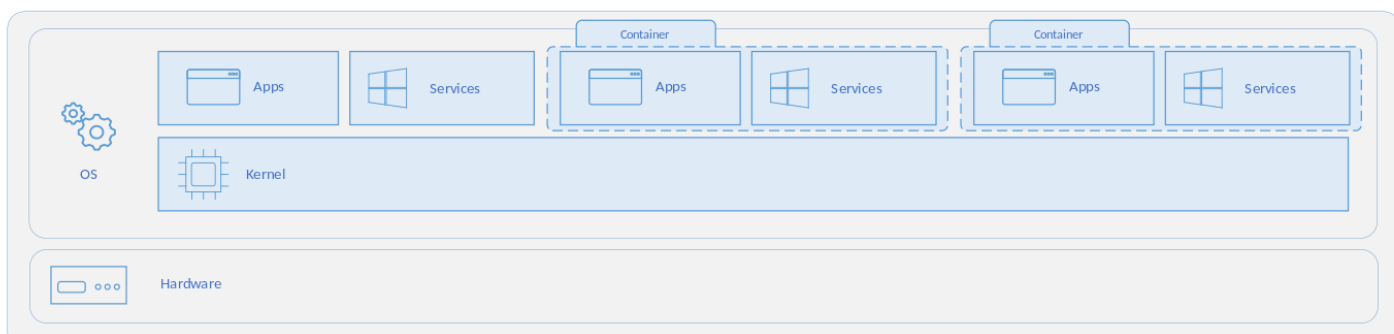 Container
Container
Apps
Services
Apps
Services
Apps
Services
OS
Kernel
Hardware